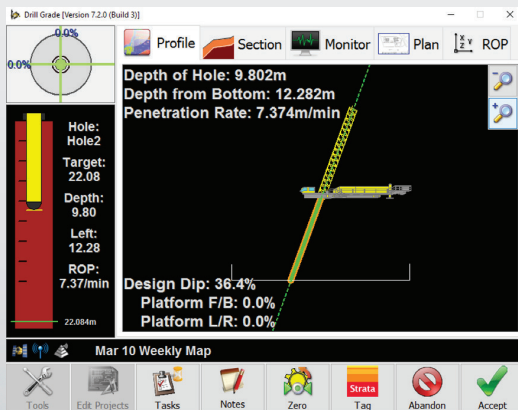 Drill Grade [Version 7.2.0 (Build 3)]
0.0%
0.0%
Profile
Section
Monitor
Plan
X
Z
Y
ROP
Depth of Hole: 9.802m
Depth from Bottom: 12.282m
Penetration Rate: 7.374m/min
Hole:
Hole2
Target:
22.08
Depth:
9.80
Left:
12.28
ROP:
7.37/min
22.084m
Design Dip: 36.4%
Platform F/B: 0.0%
Platform L/R: 0.0%
Mar 10 Weekly Map
Tools
Edit Projects
Tasks
Notes
Zero
Strata
Tag
Abandon
Accept